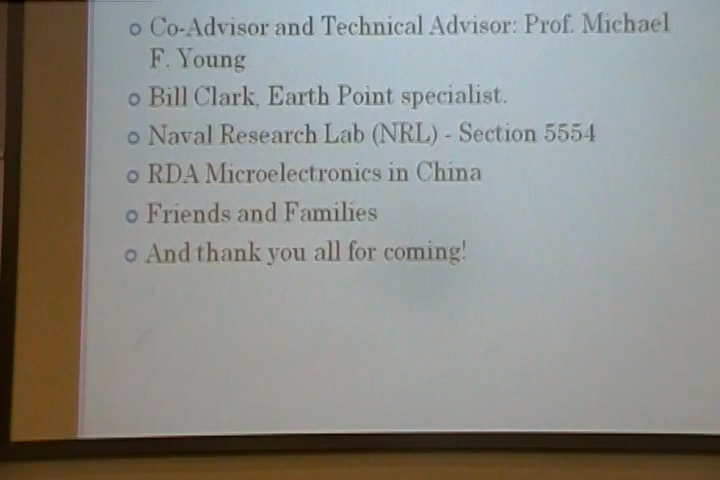 Co-Advisor and Technical Advisor: Prof. Michael
F. Young
Bill Clark, Earth Point specialist.
Naval Research Lab (NRL) - Section 5554
RDA Microelectronics in China
Friends and Families
And thank you all for coming!